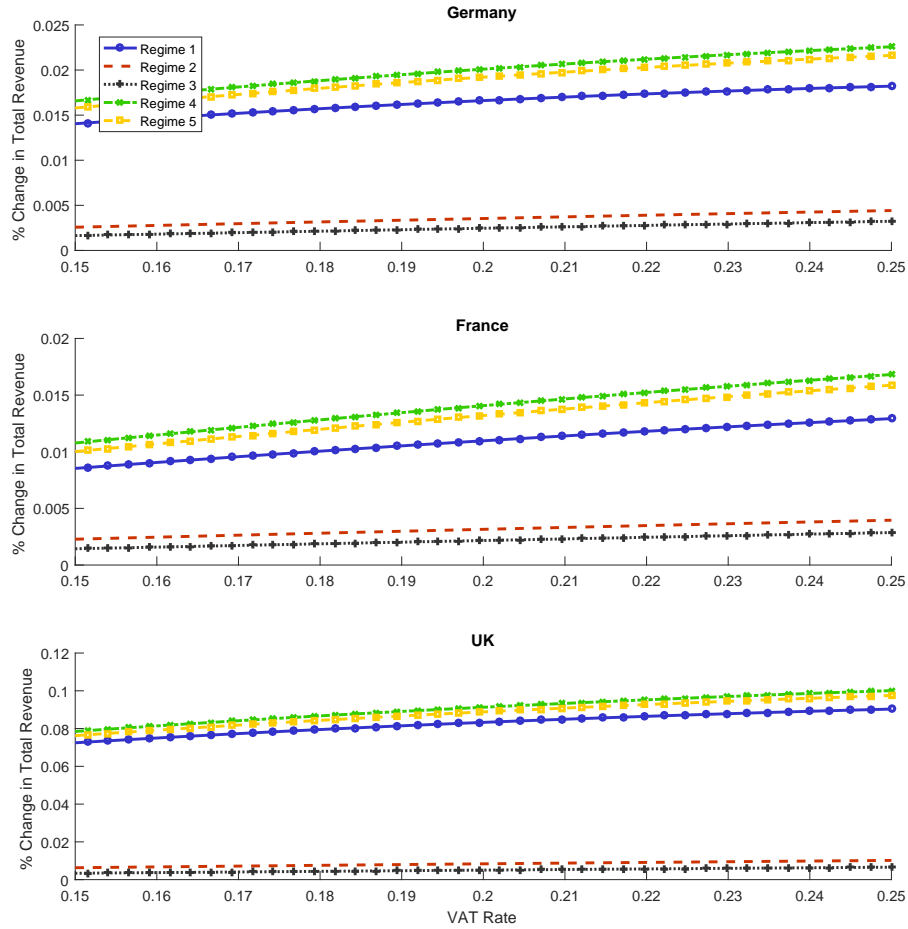 Germany
% Change in Total Revenue
0.025
0.02
0.015
0.01
0.005
0
Regime 1
Regime 2
Regime 3
Regime 4
Regime 5
0.15 0.16 0.17 0.18 0.19 0.2 0.21 0.22 0.23 0.24 0.25
France
% Change in Total Revenue
0.02
0.015
0.01
0.005
0
0.15 0.16 0.17 0.18 0.19 0.2 0.21 0.22 0.23 0.24 0.25
UK
% Change in Total Revenue
0.12
0.1
0.08
0.06
0.04
0.02
0
0.15 0.16 0.17 0.18 0.19 0.2 0.21 0.22 0.23 0.24 0.25
VAT Rate